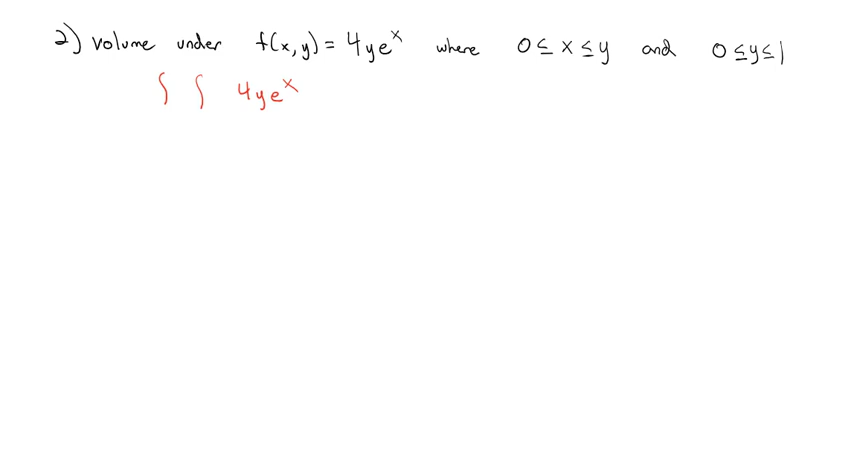 2) volume under f(x,y) = 4ye^x where 0 ≤ x ≤ y and 0 ≤ y ≤ 1
∫ ∫ 4ye^x